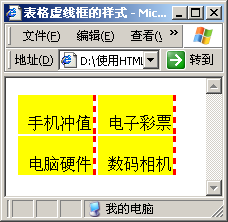 表格虚线框的样式 - Mic...
文件(F) 编辑(E) 查看( »
地址(D) D:\使用HTM 转到
手机冲值 电子彩票
电脑硬件 数码相机
我的电脑